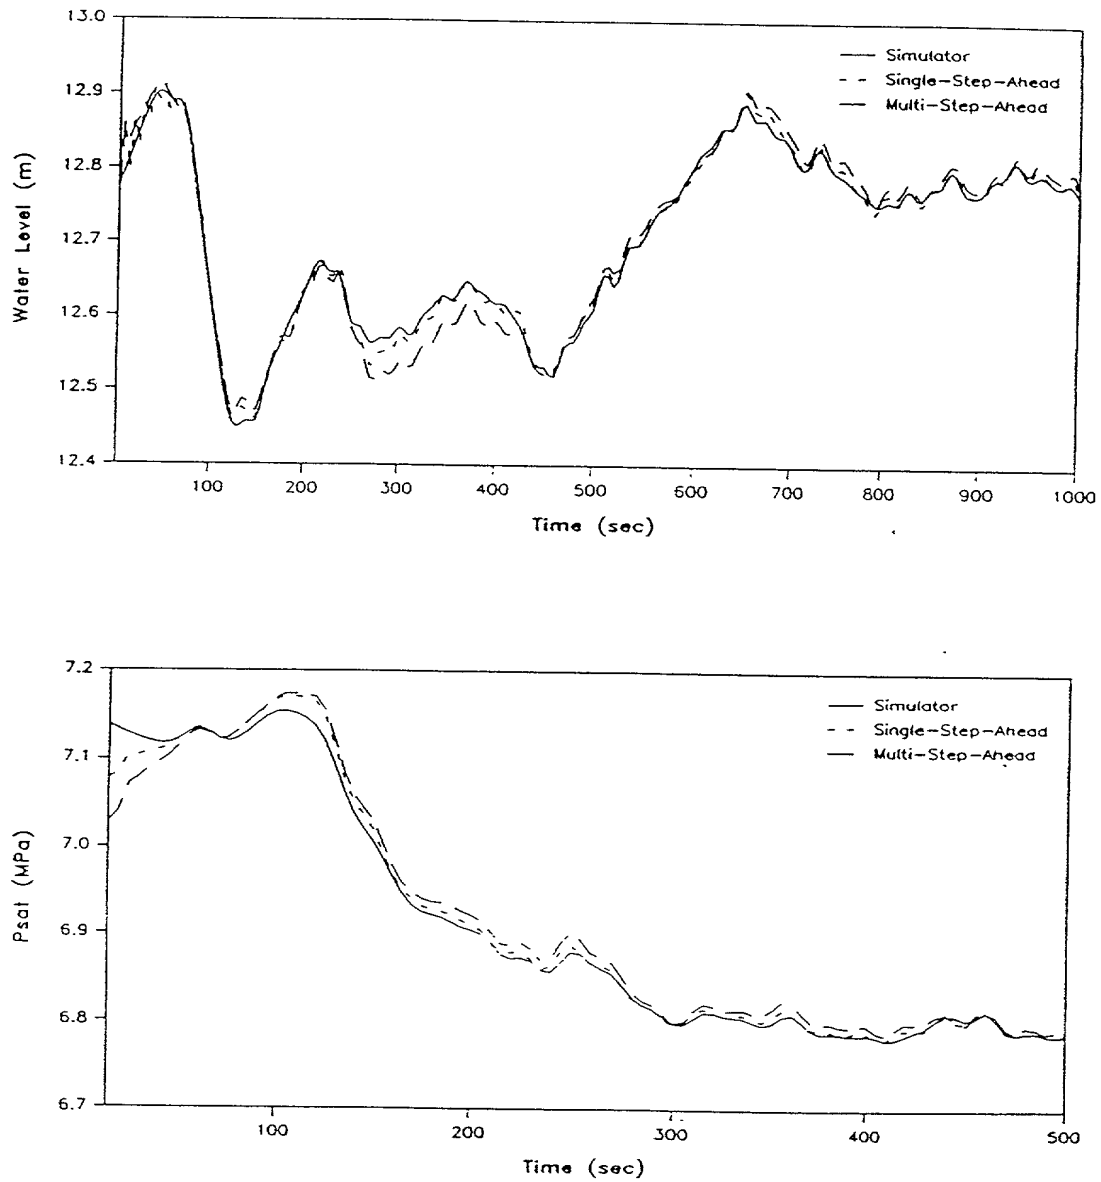 13.0
12.9
12.8
12.7
12.6
12.5
12.4
Water Level (m)
Simulator
Single-Step-Ahead
Multi-Step-Ahead
100 200 300 400 500 600 700 800 900 1000
Time (sec)
7.2
7.1
7.0
6.9
6.8
6.7
Psat (MPa)
Simulator
Single-Step-Ahead
Multi-Step-Ahead
100 200 300 400 500
Time (sec)